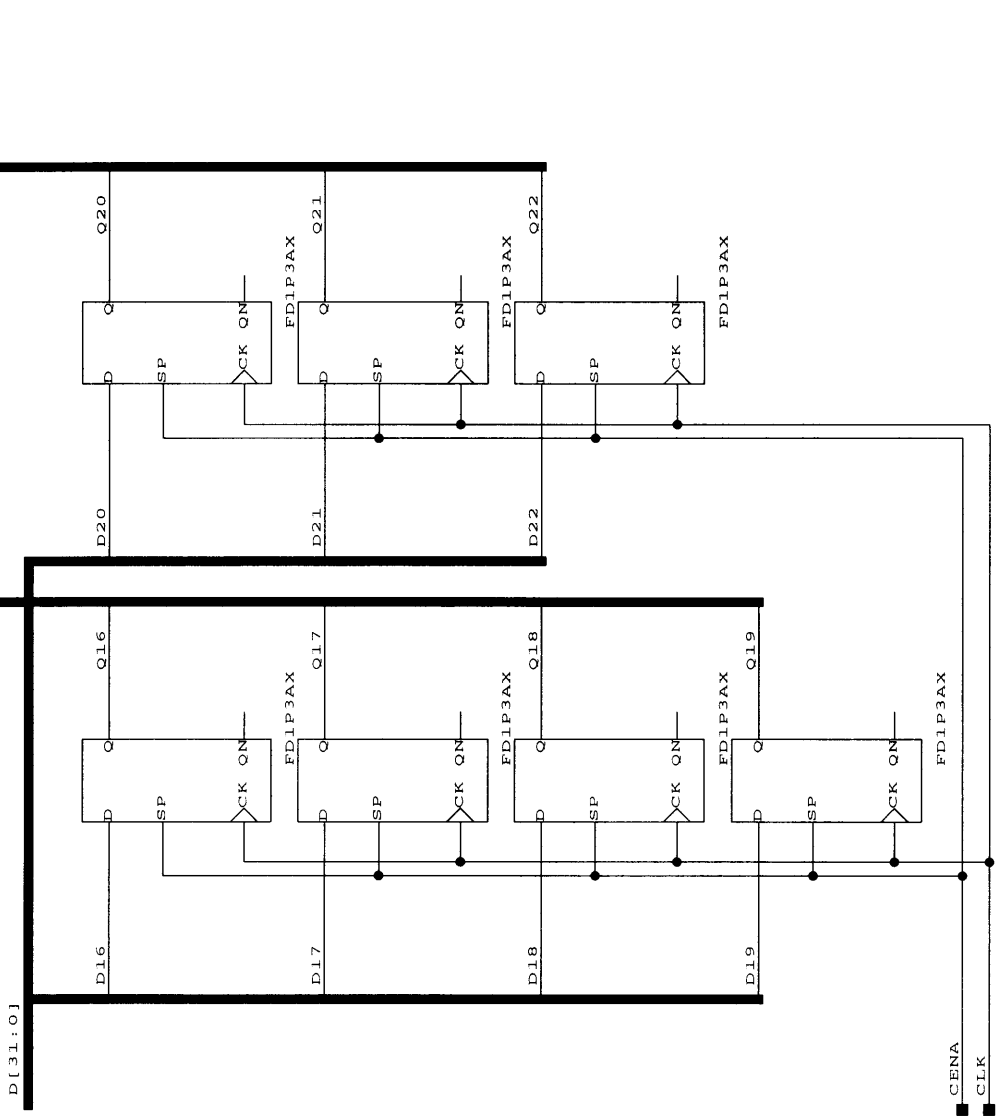 Q20
Q21
Q22
FD1P3AX
FD1P3AX
FD1P3AX
Q
QN
Q
QN
Q
QN
D
SP
CK
D
SP
CK
D
SP
CK
D20
D21
D22
Q16
Q17
Q18
Q19
FD1P3AX
FD1P3AX
FD1P3AX
FD1P3AX
Q
QN
Q
QN
Q
QN
Q
QN
D
SP
CK
D
SP
CK
D
SP
CK
D
SP
CK
D16
D17
D18
D19
D[31:0]
CENA
CLK